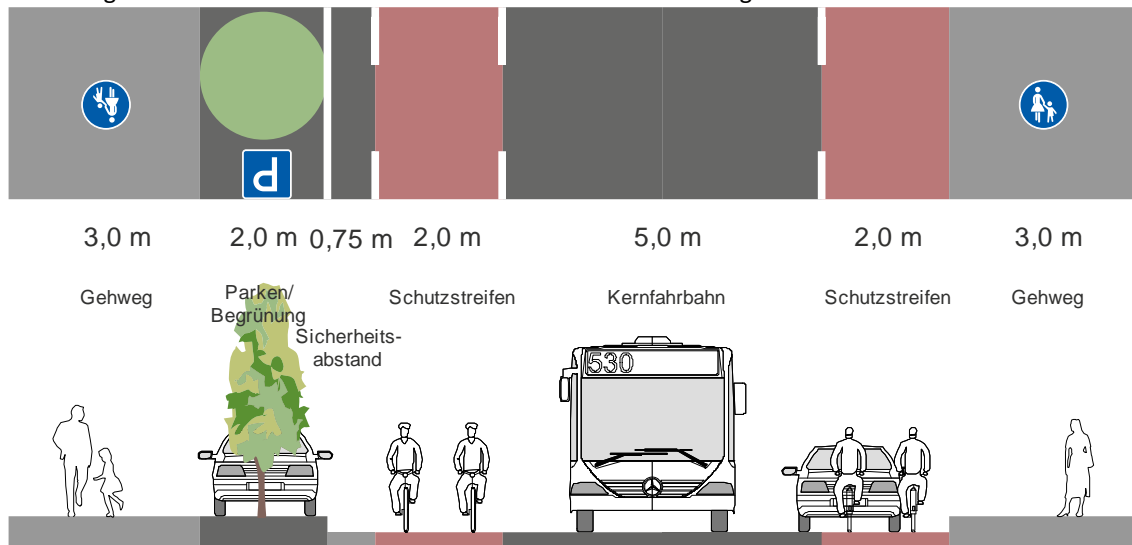 P
3,0 m 2,0 m 0,75 m 2,0 m 5,0 m 2,0 m 3,0 m
Gehweg Parken/ Schutzstreifen Kernfahrbahn Schutzstreifen Gehweg
Begrünung
Sicherheits-
abstand
530